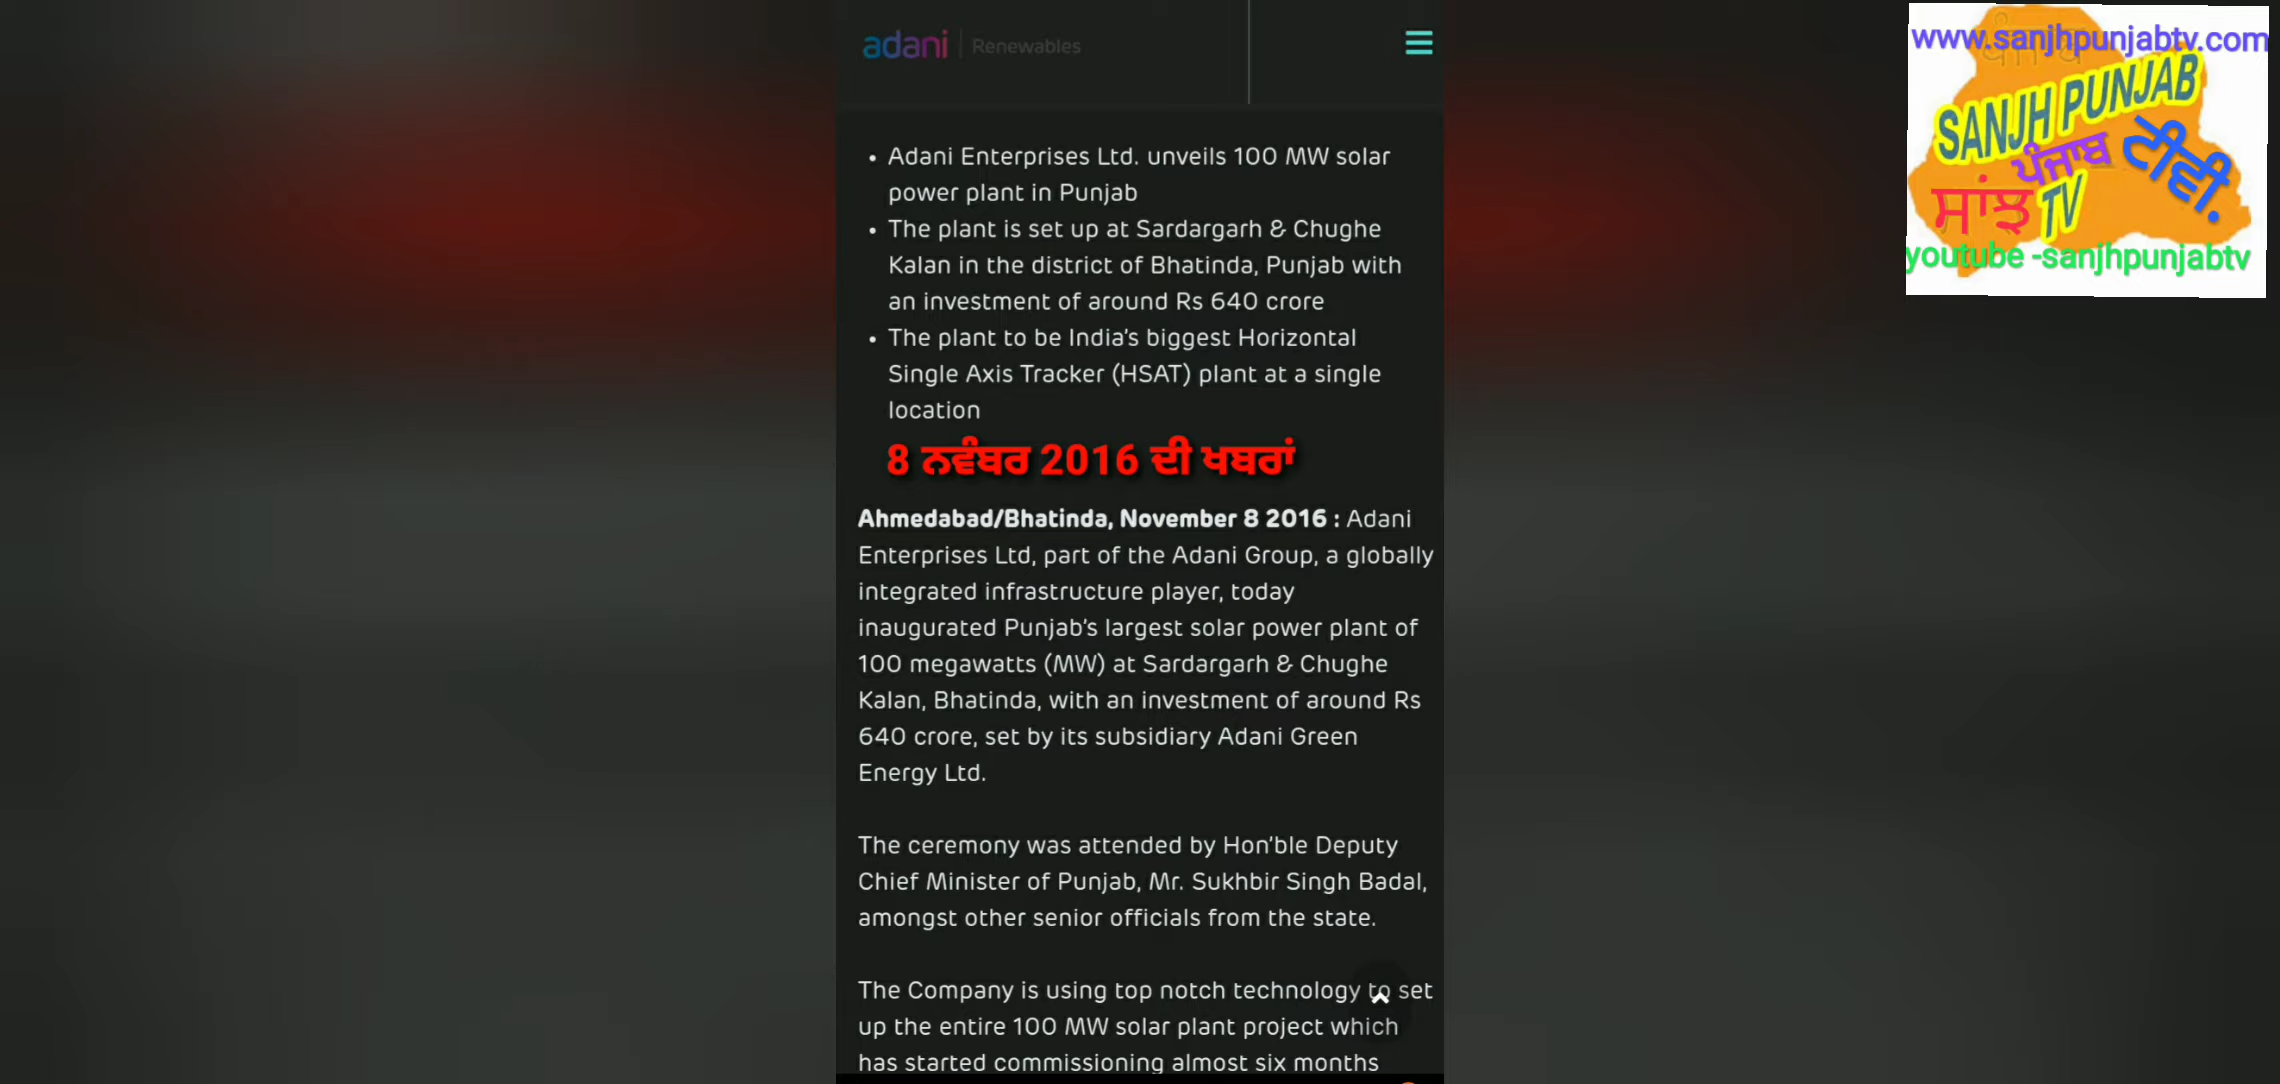 adani | Renewables
www.sanjhpunjabtv.com
SANJH PUNJAB
ਸਾਂਝ ਪੰਜਾਬ ਟੀਵੀ.
TV
youtube -sanjhpunjabtv
• Adani Enterprises Ltd. unveils 100 MW solar
power plant in Punjab
• The plant is set up at Sardargarh & Chughe
Kalan in the district of Bhatinda, Punjab with
an investment of around Rs 640 crore
• The plant to be India's biggest Horizontal
Single Axis Tracker (HSAT) plant at a single
location
8 ਨਵੰਬਰ 2016 ਦੀ ਖਬਰਾਂ
Ahmedabad/Bhatinda, November 8 2016 : Adani
Enterprises Ltd, part of the Adani Group, a globally
integrated infrastructure player, today
inaugurated Punjab's largest solar power plant of
100 megawatts (MW) at Sardargarh & Chughe
Kalan, Bhatinda, with an investment of around Rs
640 crore, set by its subsidiary Adani Green
Energy Ltd.
The ceremony was attended by Hon'ble Deputy
Chief Minister of Punjab, Mr. Sukhbir Singh Badal,
amongst other senior officials from the state.
The Company is using top notch technology to set
up the entire 100 MW solar plant project which
has started commissioning almost six months